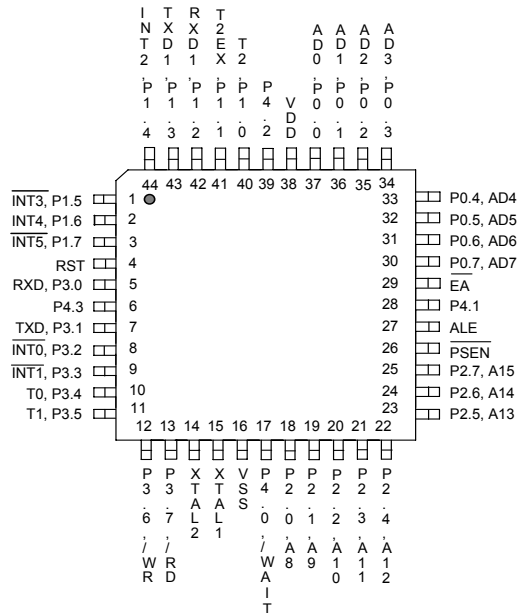 INT2, P1.4
TXD1, P1.3
RXD1, P1.2
T2EX, P1.1
T2, P1.0
P4.2
VDD
AD0, P0.0
AD1, P0.1
AD2, P0.2
AD3, P0.3
44 43 42 41 40 39 38 37 36 35 34
INT3, P1.5 1
INT4, P1.6 2
INT5, P1.7 3
RST 4
RXD, P3.0 5
P4.3 6
TXD, P3.1 7
INT0, P3.2 8
INT1, P3.3 9
T0, P3.4 10
T1, P3.5 11
33 P0.4, AD4
32 P0.5, AD5
31 P0.6, AD6
30 P0.7, AD7
29 EA
28 P4.1
27 ALE
26 PSEN
25 P2.7, A15
24 P2.6, A14
23 P2.5, A13
12 13 14 15 16 17 18 19 20 21 22
P3.6, /WR
P3.7, /RD
XTAL2
XTAL1
VSS
P4.0, /WAIT
P2.0, A8
P2.1, A9
P2.2, A10
P2.3, A11
P2.4, A12